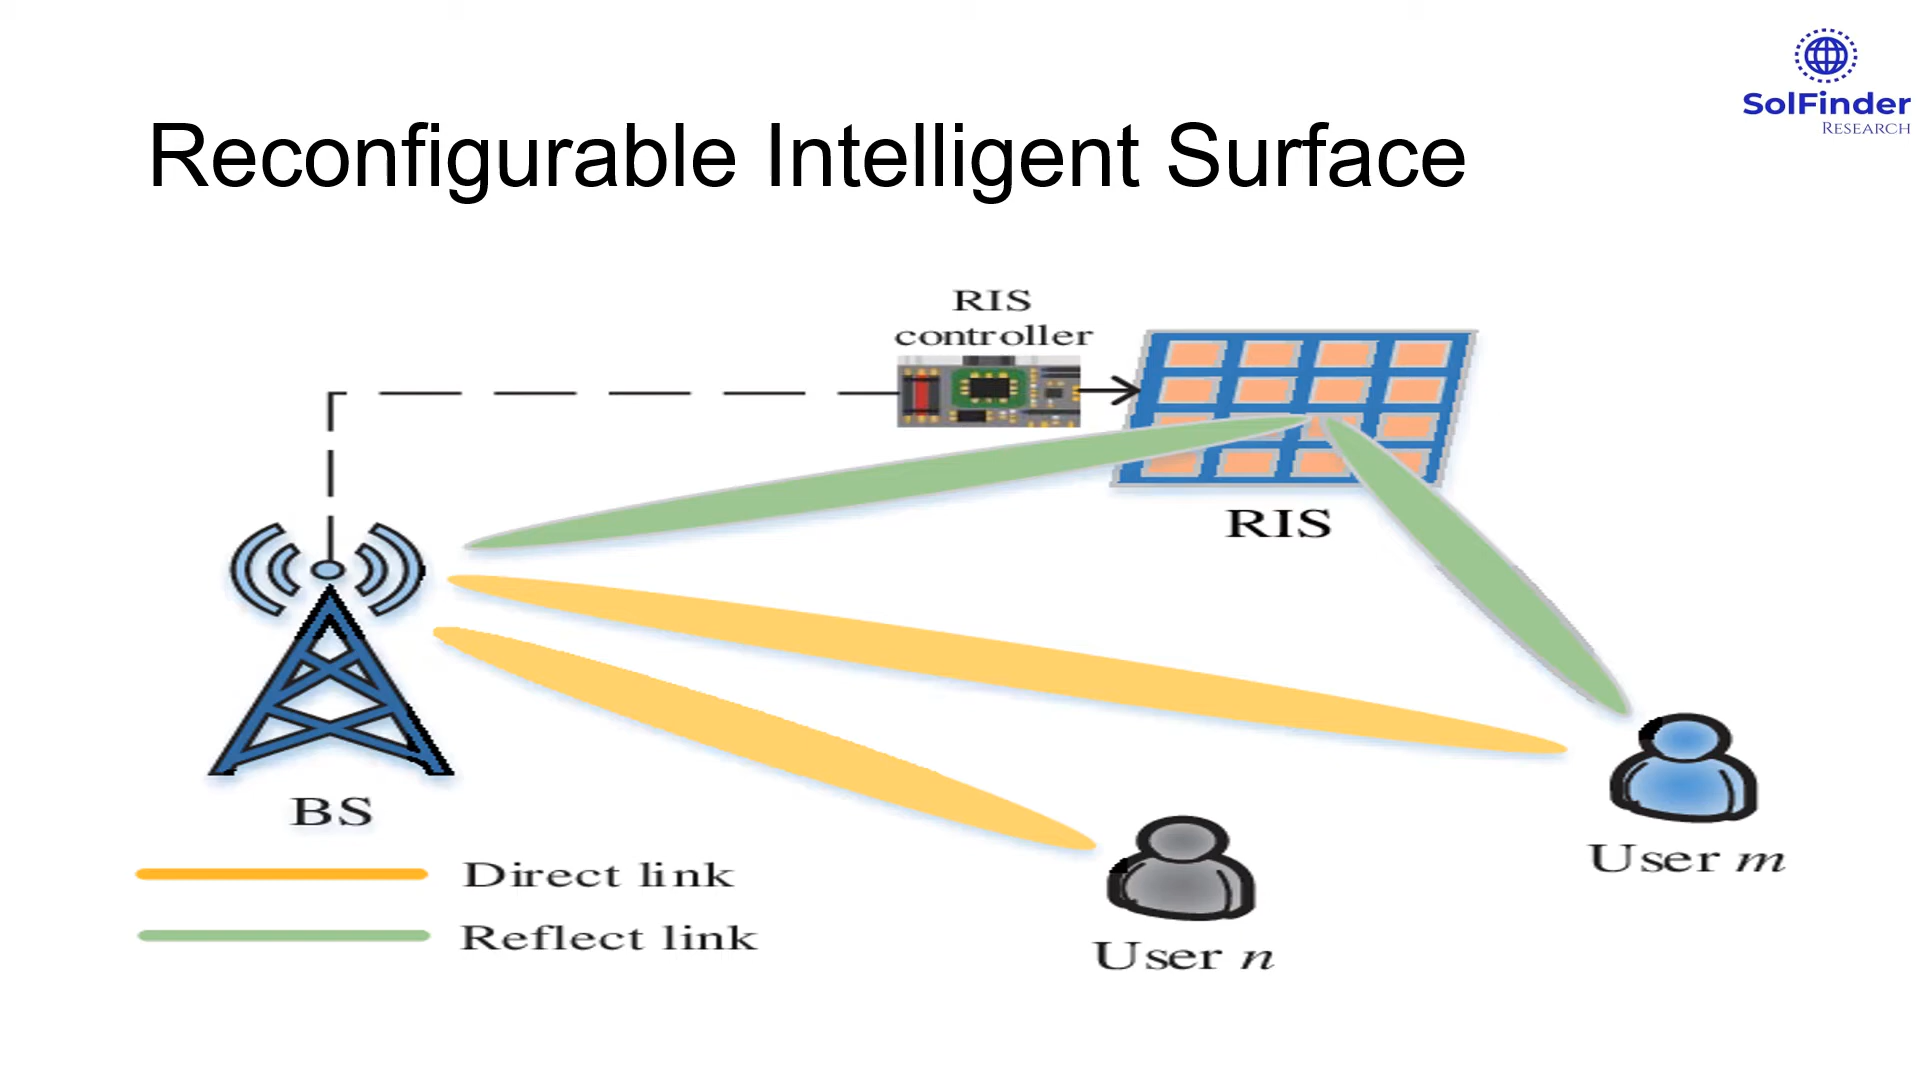 SolFinder
RESEARCH
Reconfigurable Intelligent Surface
RIS
controller
RIS
BS
Direct link
Reflect link
User n
User m